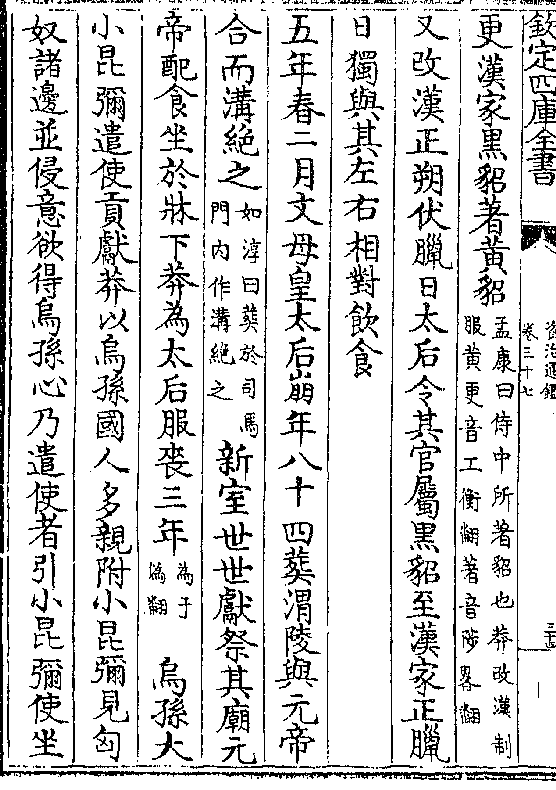 欽定四庫全書
資治通鑑
卷三十七
更漢家黑貂著黃貂孟康曰侍中所著貂也莽改漢制服黃更音工衡翻著音陟畧翻
又改漢正朔伏臘日太后令其官屬黑貂至漢家正臘
日獨與其左右相對飲食
五年春二月文母皇太后崩年八十四葬渭陵與元帝
合而溝絕之如淳曰葬於司馬門內作溝絕之新室世世獻祭其廟元
帝配食坐於牀下莽為太后服喪三年為于偽翻烏孫大
小昆彌遣使貢獻莽以烏孫國人多親附小昆彌見匈
奴諸邊並侵意欲得烏孫心乃遣使者引小昆彌使坐